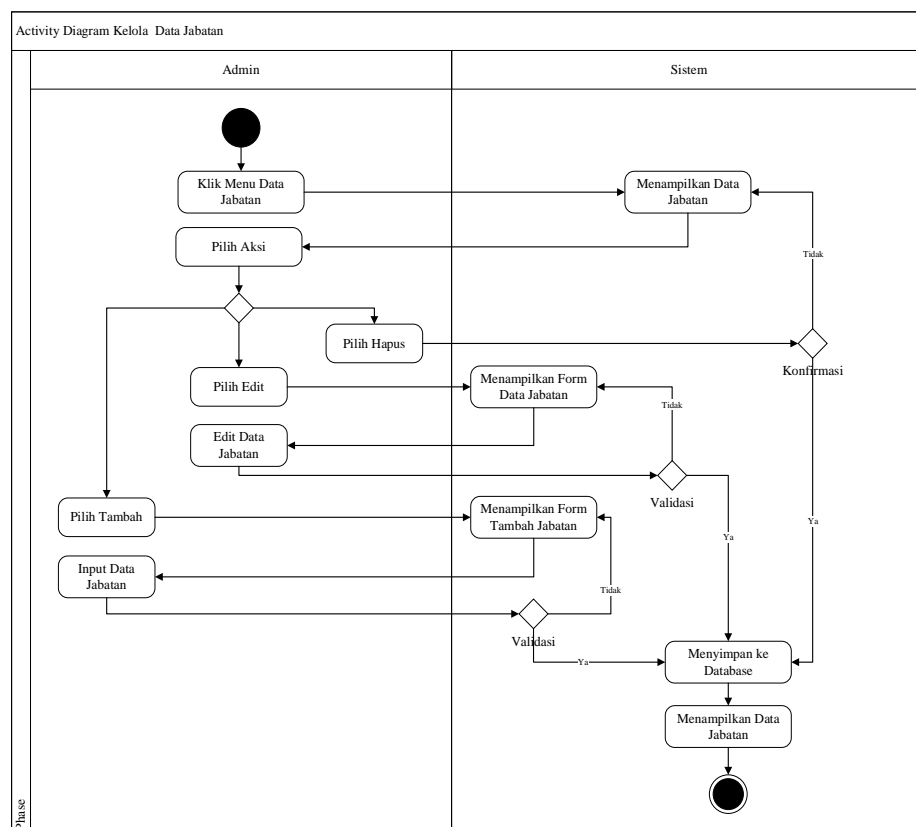 Activity Diagram Kelola  Data Jabatan
Admin
Sistem
Klik Menu Data
Jabatan
Menampilkan Data
Jabatan
Pilih Aksi
Tidak
Pilih Hapus
Konfirmasi
Pilih Edit
Menampilkan Form
Data Jabatan
Tidak
Edit Data
Jabatan
Validasi
Pilih Tambah
Menampilkan Form
Tambah Jabatan
Ya
Ya
Input Data
Jabatan
Tidak
Validasi
Ya
Menyimpan ke
Database
Menampilkan Data
Jabatan
Phase